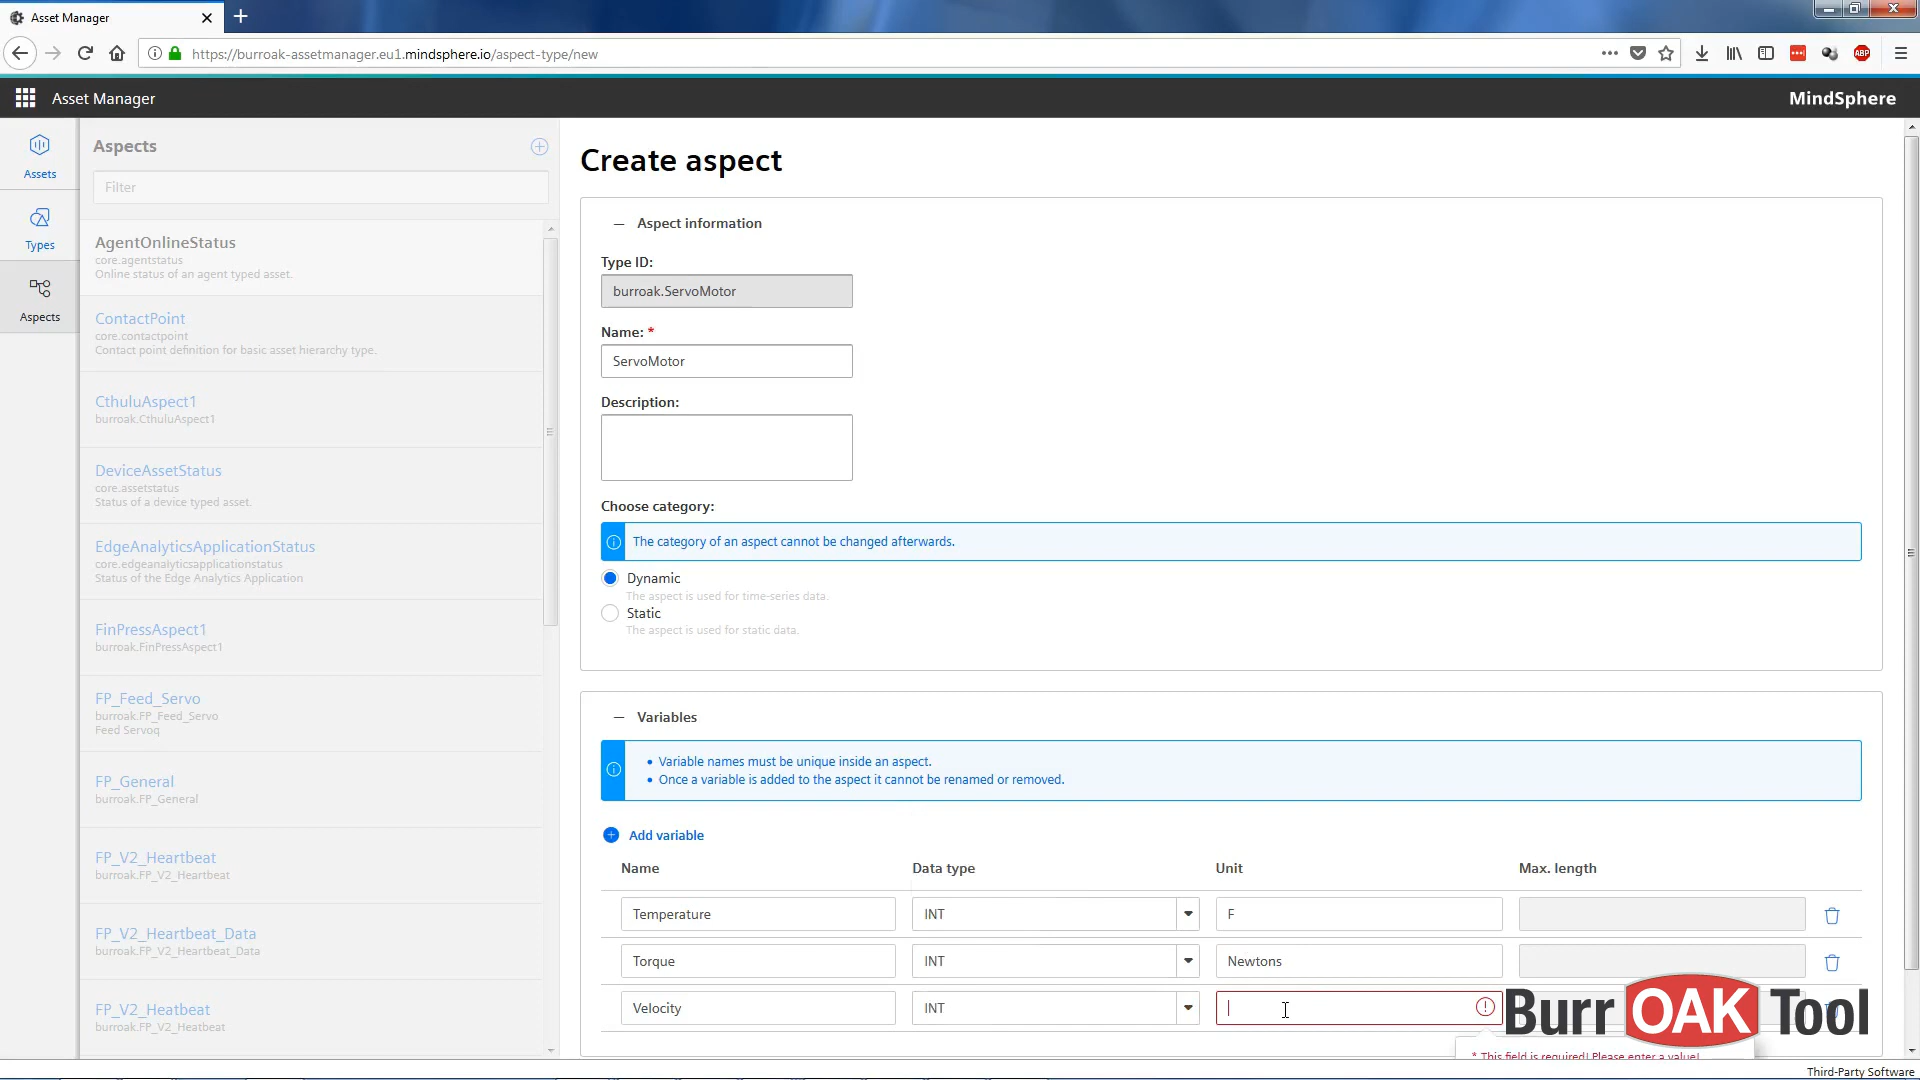 Asset Manager
https://burroak-assetmanager.eu1.mindsphere.io/aspect-type/new
ABP
Asset Manager
MindSphere
Assets
Types
Aspects
Aspects
Filter
AgentOnlineStatus
core.agentstatus
Online status of an agent typed asset.
ContactPoint
core.contactpoint
Contact point definition for basic asset hierarchy type.
CthuluAspect1
burroak.CthuluAspect1
DeviceAssetStatus
core.assetstatus
Status of a device typed asset.
EdgeAnalyticsApplicationStatus
core.edgeanalyticsapplicationstatus
Status of the Edge Analytics Application
FinPressAspect1
burroak.FinPressAspect1
FP_Feed_Servo
burroak.FP_Feed_Servo
Feed Servoq
FP_General
burroak.FP_General
FP_V2_Heartbeat
burroak.FP_V2_Heartbeat
FP_V2_Heartbeat_Data
burroak.FP_V2_Heartbeat_Data
FP_V2_Heatbeat
burroak.FP_V2_Heatbeat
Create aspect
Aspect information
Type ID:
burroak.ServoMotor
Name: *
ServoMotor
Description:
Choose category:
The category of an aspect cannot be changed afterwards.
Dynamic
The aspect is used for time-series data.
Static
The aspect is used for static data.
Variables
• Variable names must be unique inside an aspect.
• Once a variable is added to the aspect it cannot be renamed or removed.
Add variable
Name Data type Unit Max. length
Temperature INT F
Torque INT Newtons
Velocity INT
* This field is required! Please enter a value!
Burr OAK Tool
Third-Party Software